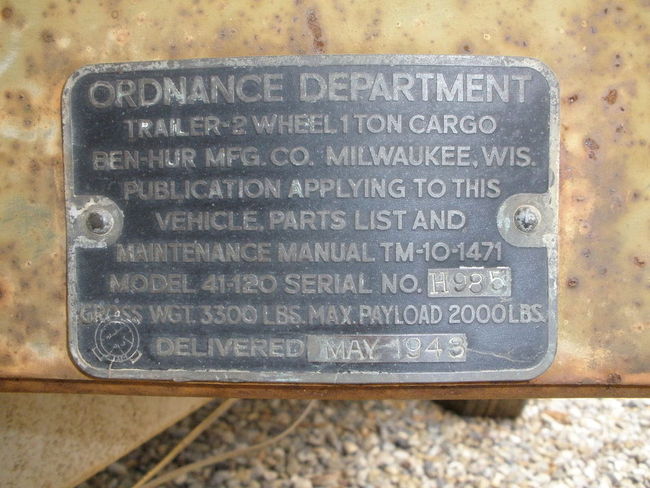 ORDNANCE DEPARTMENT
TRAILER-2 WHEEL 1 TON CARGO
BEN-HUR MFG. CO. MILWAUKEE, WIS.
PUBLICATION APPLYING TO THIS
VEHICLE, PARTS LIST AND
MAINTENANCE MANUAL TM-10-1471
MODEL 41-120 SERIAL NO. H985
GROSS WGT. 3300 LBS. MAX. PAYLOAD 2000 LBS.
DELIVERED MAY 1943